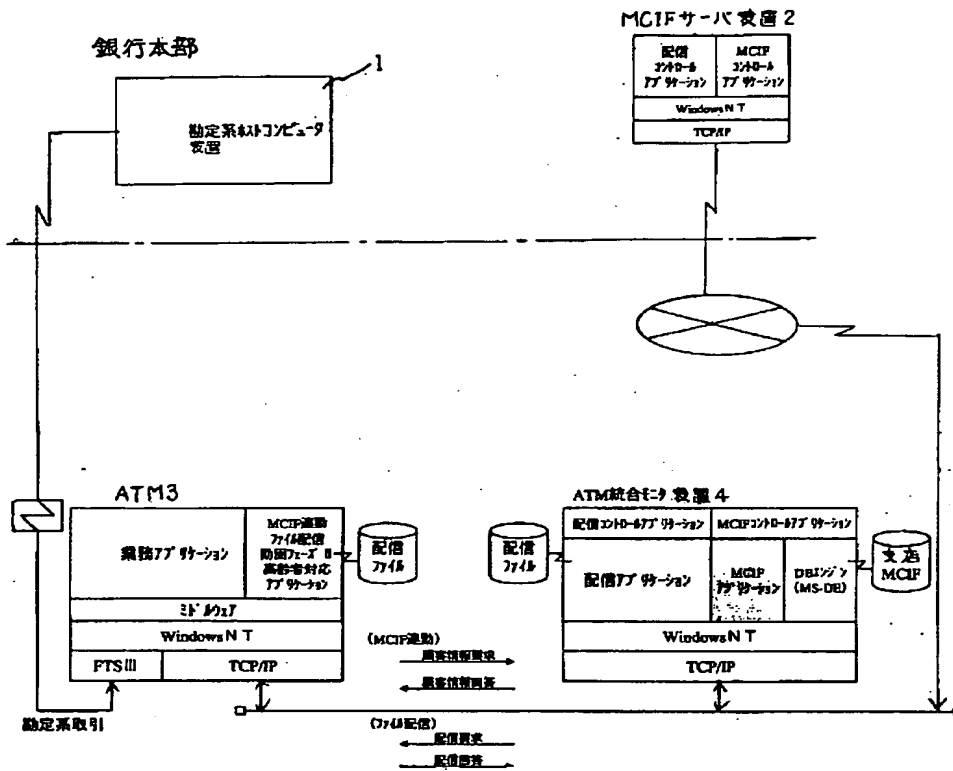 銀行本部
1
勘定系ホストコンピュータ
装置
MCIFサーバ装置2
配信
コントロール
アプリケーション
MCIF
コントロール
アプリケーション
Windows NT
TCP/IP
ATM3
業務アプリケーション
MCIF連動
ファイル配信
動画フェーズII
高齢者対応
アプリケーション
ミドルウェア
Windows NT
FTSIII
TCP/IP
配信
ファイル
勘定系取引
ATM統合モニタ装置4
配信コントロールアプリケーション
MCIFコントロールアプリケーション
配信アプリケーション
MCIF
アプリケーション
DBエンジン
(MS-DB)
Windows NT
TCP/IP
配信
ファイル
支店
MCIF
(MCIF連動)
顧客情報要求
顧客情報回答
(ファイル配信)
配信要求
配信回答